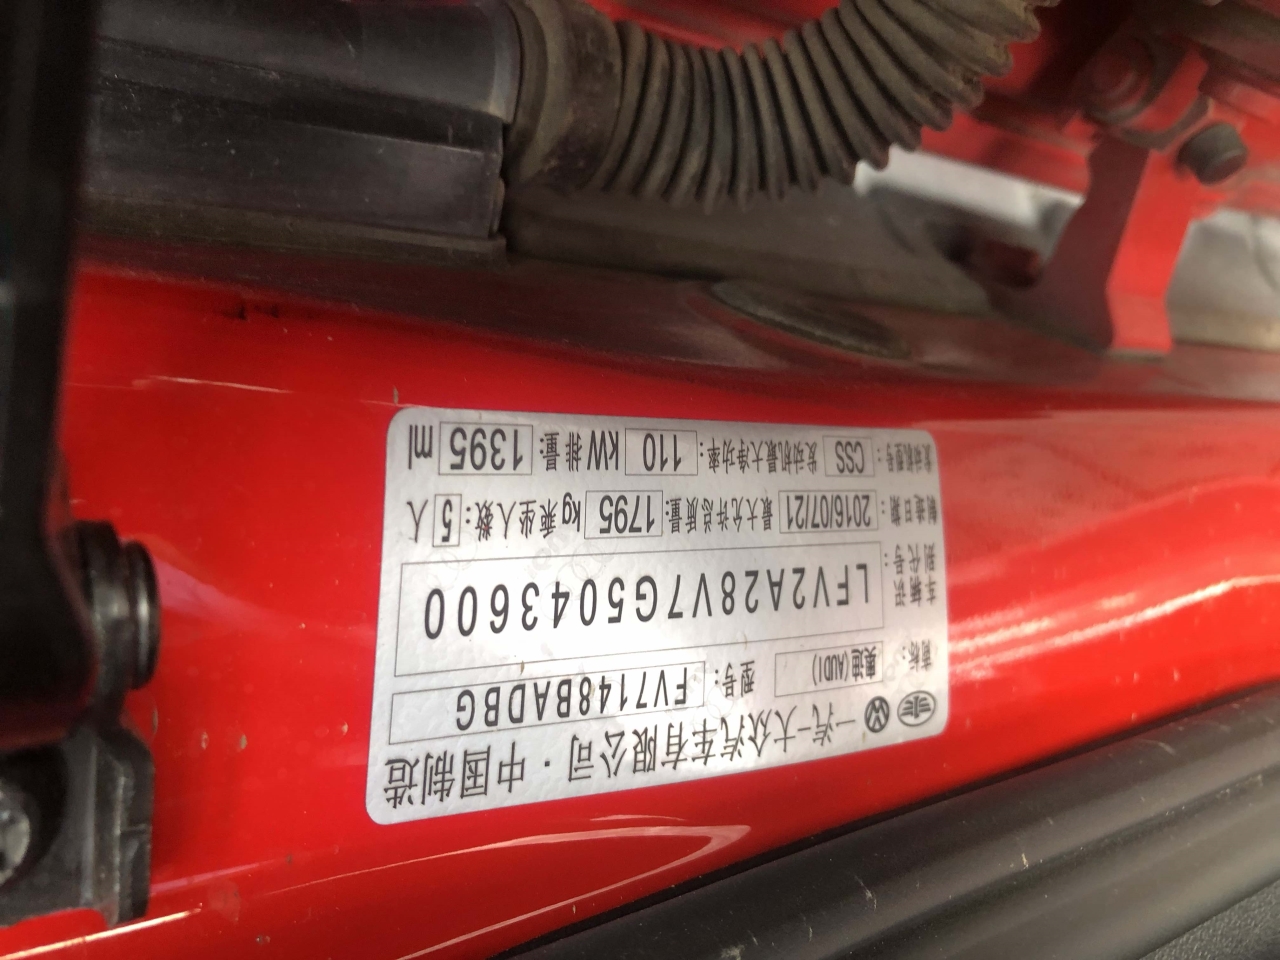 一汽-大众汽车有限公司·中国制造
商标: 奥迪(AUDI) 型号: FV7148BADBG
车辆识别代号: LFV2A28V7G5043600
制造日期 2016/07/21 最大允许总质量: 1795 kg 乘坐人数: 5 人
发动机型号: CSS 发动机最大净功率: 110 kW 排量: 1395 ml